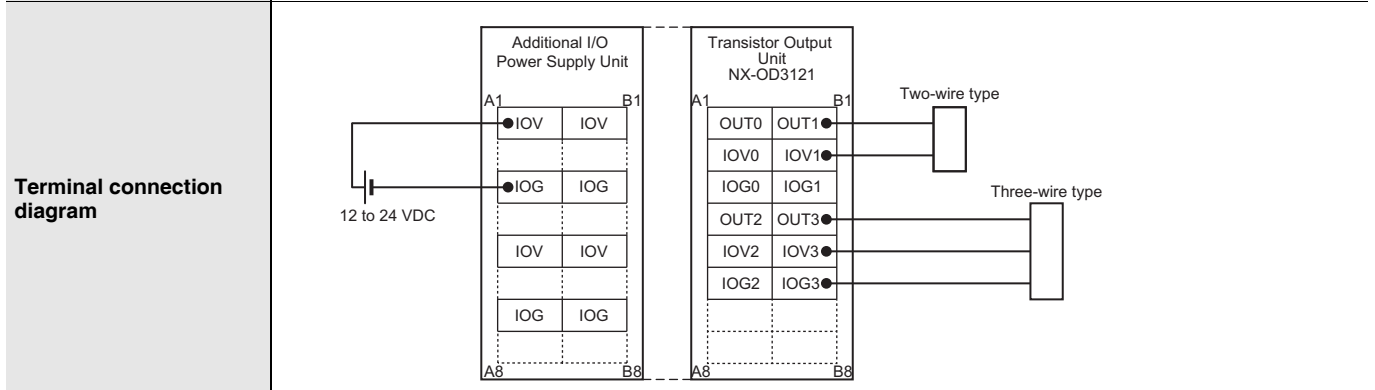 Terminal connection
diagram
Additional I/O
Power Supply Unit
A1 B1
IOV IOV
IOG IOG
IOV IOV
IOG IOG
A8 B8
12 to 24 VDC
Transistor Output
Unit
NX-OD3121
A1 B1
OUT0 OUT1
IOV0 IOV1
IOG0 IOG1
OUT2 OUT3
IOV2 IOV3
IOG2 IOG3
A8 B8
Two-wire type
Three-wire type